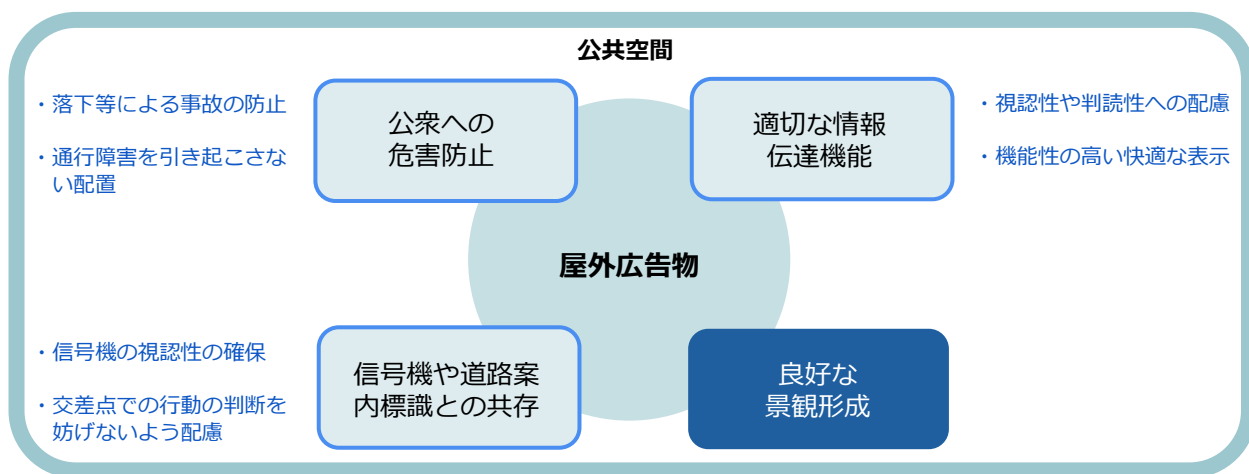 公共空間
・落下等による事故の防止
・通行障害を引き起こさな
い配置
公衆への
危害防止
適切な情報
伝達機能
・視認性や判読性への配慮
・機能性の高い快適な表示
屋外広告物
・信号機の視認性の確保
・交差点での行動の判断を
妨げないよう配慮
信号機や道路案
内標識との共存
良好な
景観形成